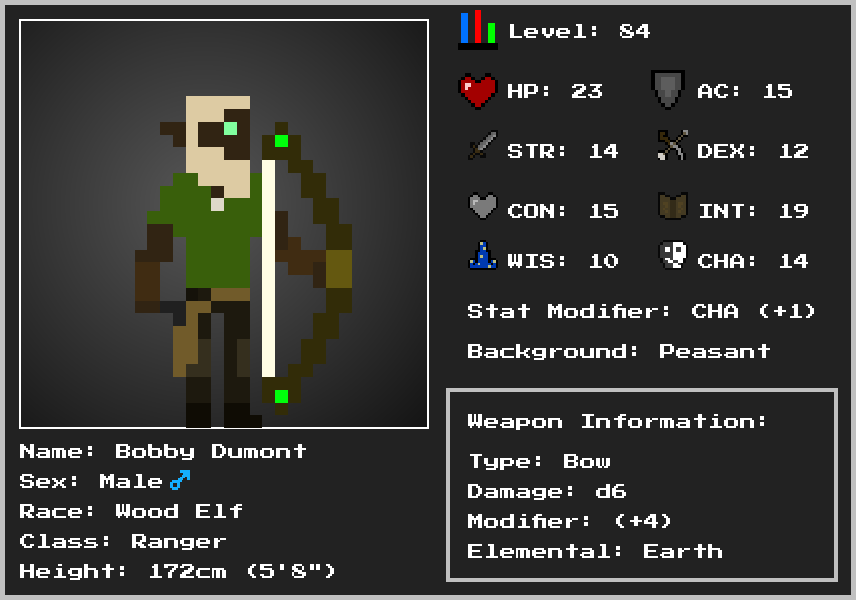 Level: 84
HP: 23
AC: 15
STR: 14
DEX: 12
CON: 15
INT: 19
WIS: 10
CHA: 14
Stat Modifier: CHA (+1)
Background: Peasant
Weapon Information:
Type: Bow
Damage: d6
Modifier: (+4)
Elemental: Earth
Name: Bobby Dumont
Sex: Male ♂
Race: Wood Elf
Class: Ranger
Height: 172cm (5'8")